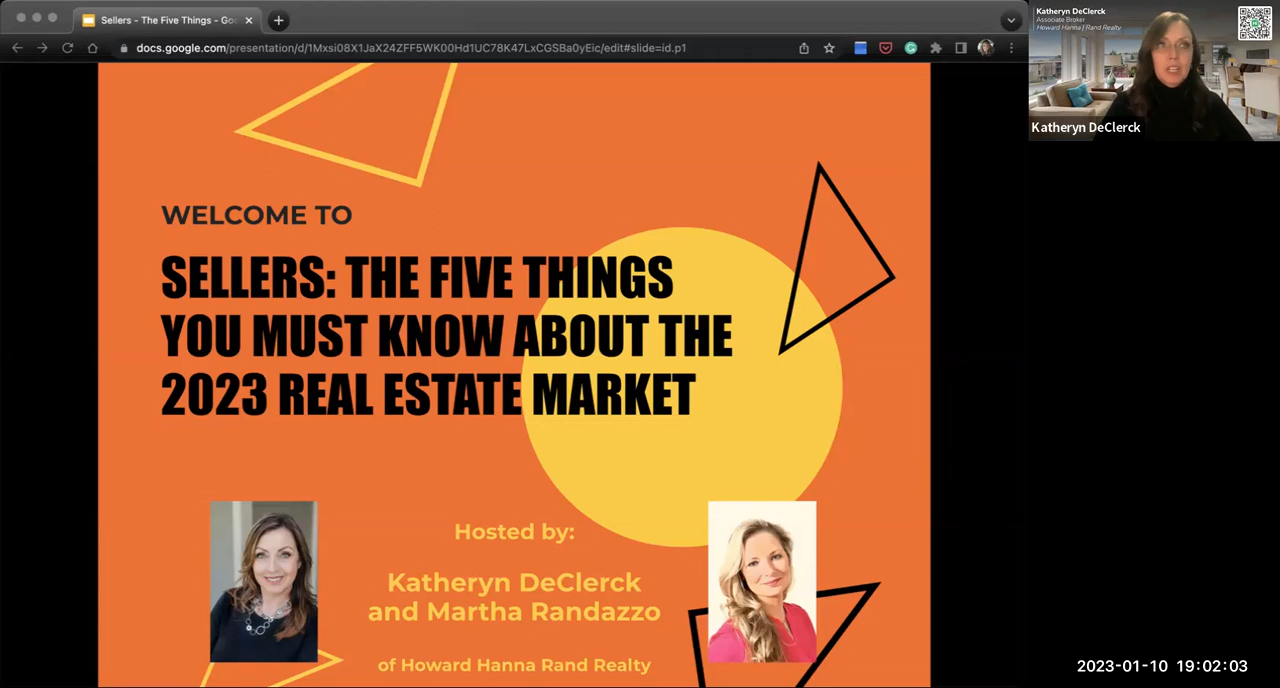 Sellers - The Five Things - Goo
docs.google.com/presentation/d/1Mxsi08X1JaX24ZFF5WK00Hd1UC78K47LxCGS8a0yEic/edit#slide=id.p1
Katheryn DeClerck
Associate Broker
Howard Hanna | Rand Realty
Katheryn DeClerck
WELCOME TO
SELLERS: THE FIVE THINGS
YOU MUST KNOW ABOUT THE
2023 REAL ESTATE MARKET
Hosted by:
Katheryn DeClerck
and Martha Randazzo
of Howard Hanna Rand Realty
2023-01-10 19:02:03